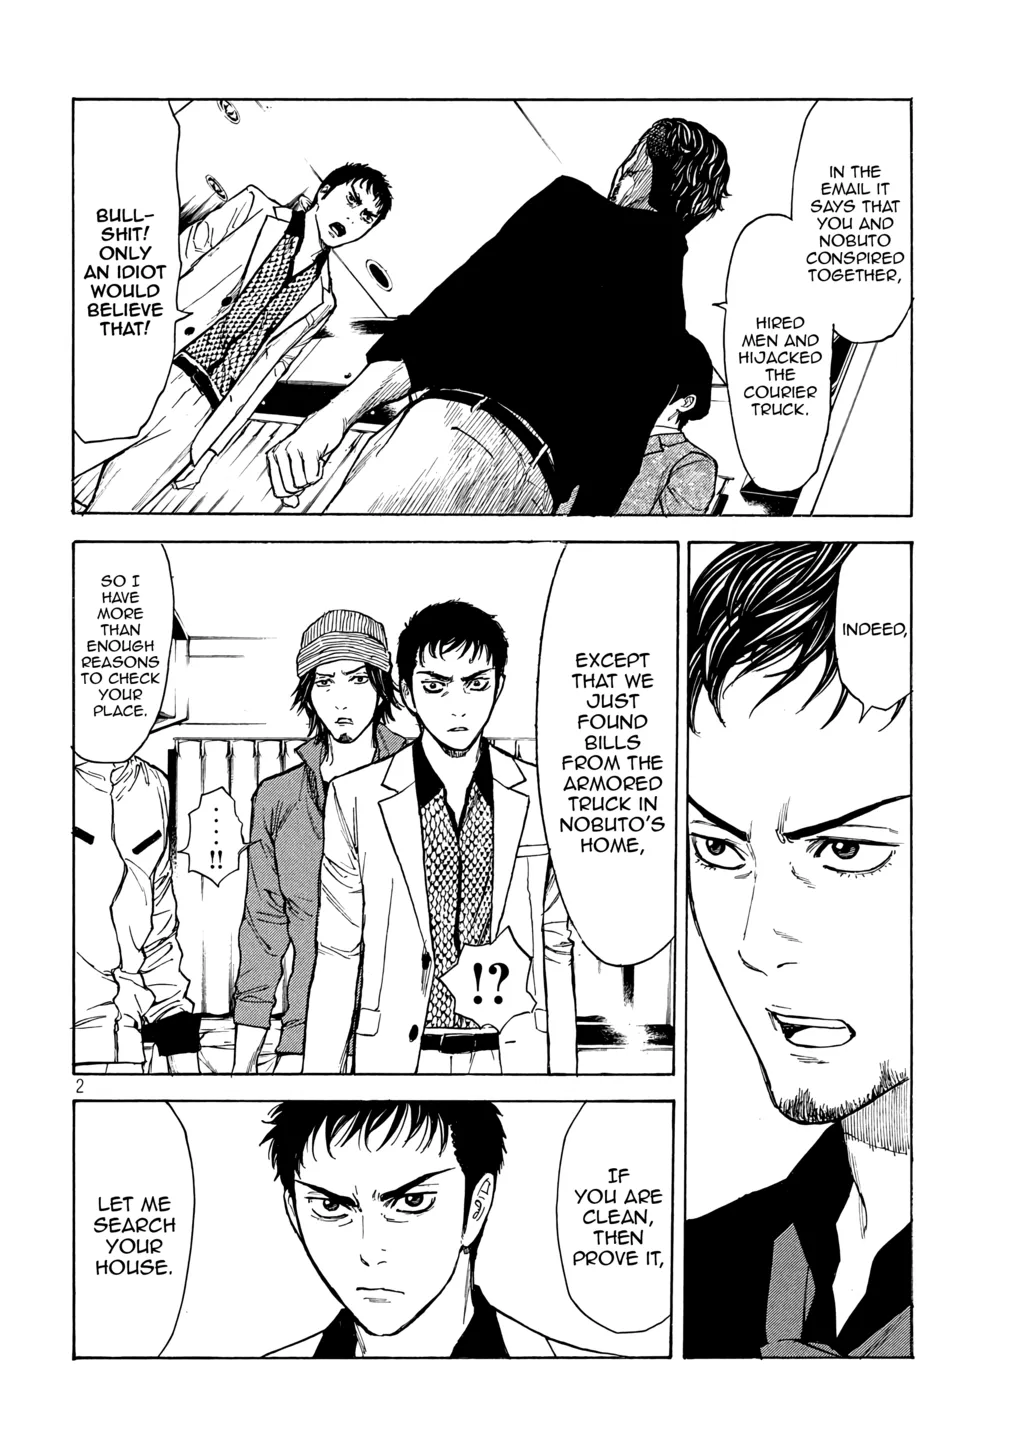 IN THE
EMAIL IT
SAYS THAT
YOU AND
NOBUTO
CONSPIRED
TOGETHER,
HIRED
MEN AND
HIJACKED
THE
COURIER
TRUCK.
BULL-
SHIT!
ONLY
AN IDIOT
WOULD
BELIEVE
THAT!
INDEED,
EXCEPT
THAT WE
JUST
FOUND
BILLS
FROM THE
ARMORED
TRUCK IN
NOBUTO'S
HOME,
!?
.....!!
SO I
HAVE
MORE
THAN
ENOUGH
REASONS
TO CHECK
YOUR
PLACE.
2
IF
YOU ARE
CLEAN,
THEN
PROVE IT,
LET ME
SEARCH
YOUR
HOUSE.